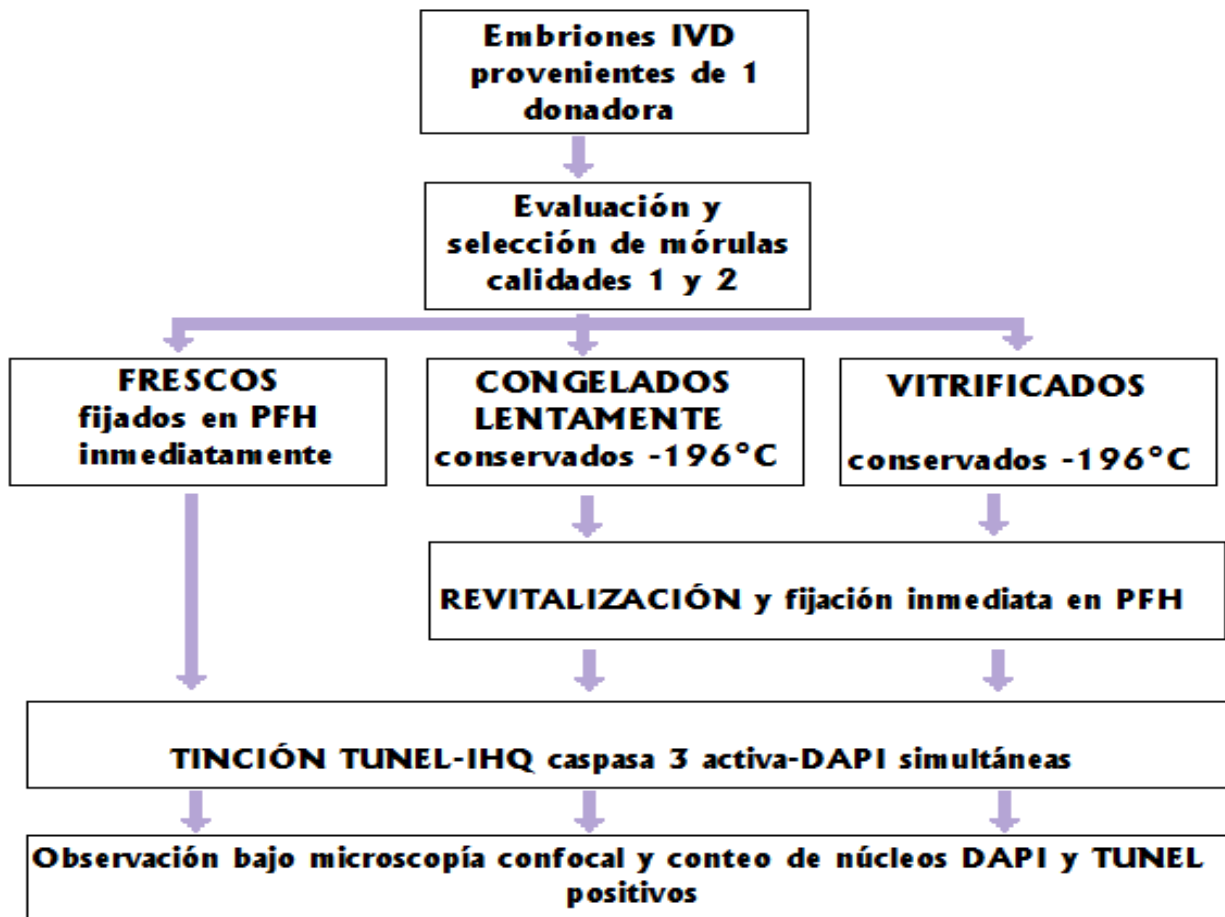 Embriones IVD
provenientes de 1
donadora
Evaluación y
selección de mórulas
calidades 1 y 2
FRESCOS
fijados en PFH
inmediatamente
CONGELADOS
LENTAMENTE
conservados -196°C
VITRIFICADOS
conservados -196°C
REVITALIZACIÓN y fijación inmediata en PFH
TINCIÓN TUNEL-IHQ caspasa 3 activa-DAPI simultáneas
Observación bajo microscopía confocal y conteo de núcleos DAPI y TUNEL
positivos